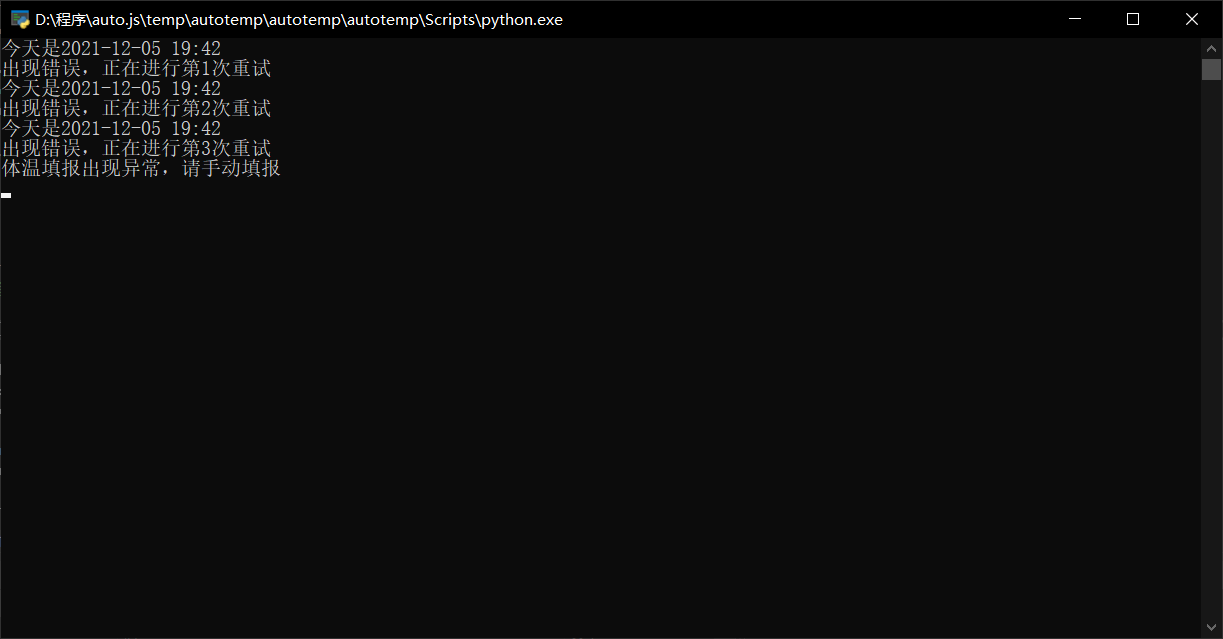 D:\程序\auto.js\temp\autotemp\autotemp\autotemp\Scripts\python.exe
今天是2021-12-05 19:42
出现错误，正在进行第1次重试
今天是2021-12-05 19:42
出现错误，正在进行第2次重试
今天是2021-12-05 19:42
出现错误，正在进行第3次重试
体温填报出现异常，请手动填报